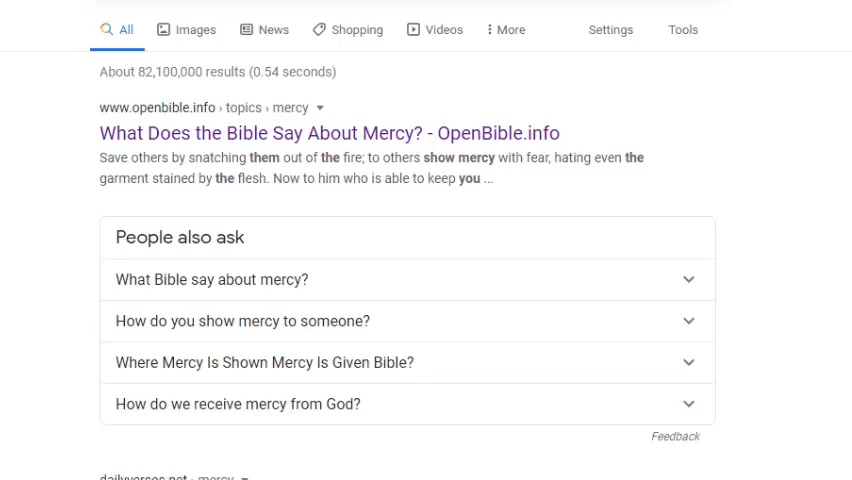 All Images News Shopping Videos More Settings Tools
About 82,100,000 results (0.54 seconds)
www.openbible.info › topics › mercy
What Does the Bible Say About Mercy? - OpenBible.info
Save others by snatching them out of the fire; to others show mercy with fear, hating even the
garment stained by the flesh. Now to him who is able to keep you ...
People also ask
What Bible say about mercy?
How do you show mercy to someone?
Where Mercy Is Shown Mercy Is Given Bible?
How do we receive mercy from God?
Feedback
dailyverses.net › mercy